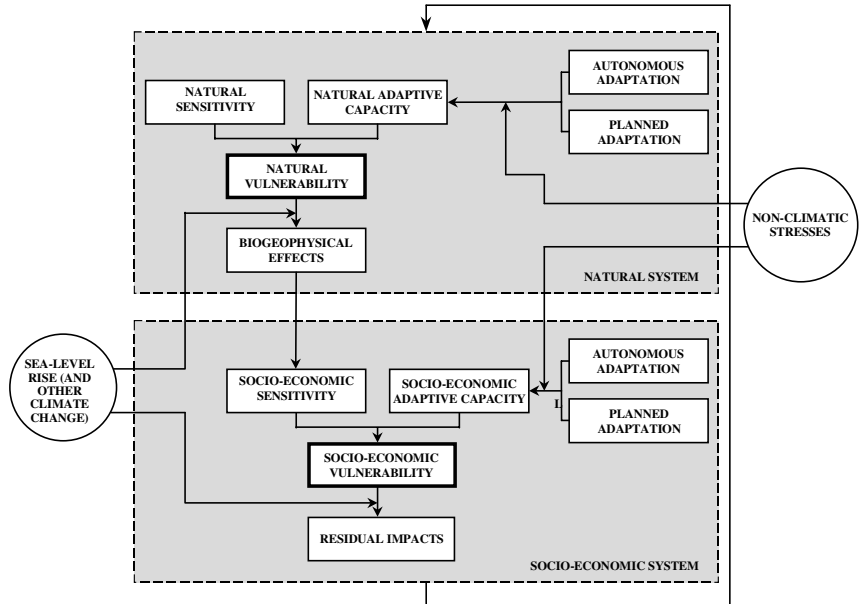 AUTONOMOUS
ADAPTATION
NATURAL
SENSITIVITY
NATURAL ADAPTIVE
CAPACITY
PLANNED
ADAPTATION
NATURAL
VULNERABILITY
NON-CLIMATIC
STRESSES
BIOGEOPHYSICAL
EFFECTS
NATURAL SYSTEM
SEA-LEVEL
RISE (AND
OTHER
CLIMATE
CHANGE)
AUTONOMOUS
ADAPTATION
SOCIO-ECONOMIC
SENSITIVITY
SOCIO-ECONOMIC
ADAPTIVE CAPACITY
L
PLANNED
ADAPTATION
SOCIO-ECONOMIC
VULNERABILITY
RESIDUAL IMPACTS
SOCIO-ECONOMIC SYSTEM